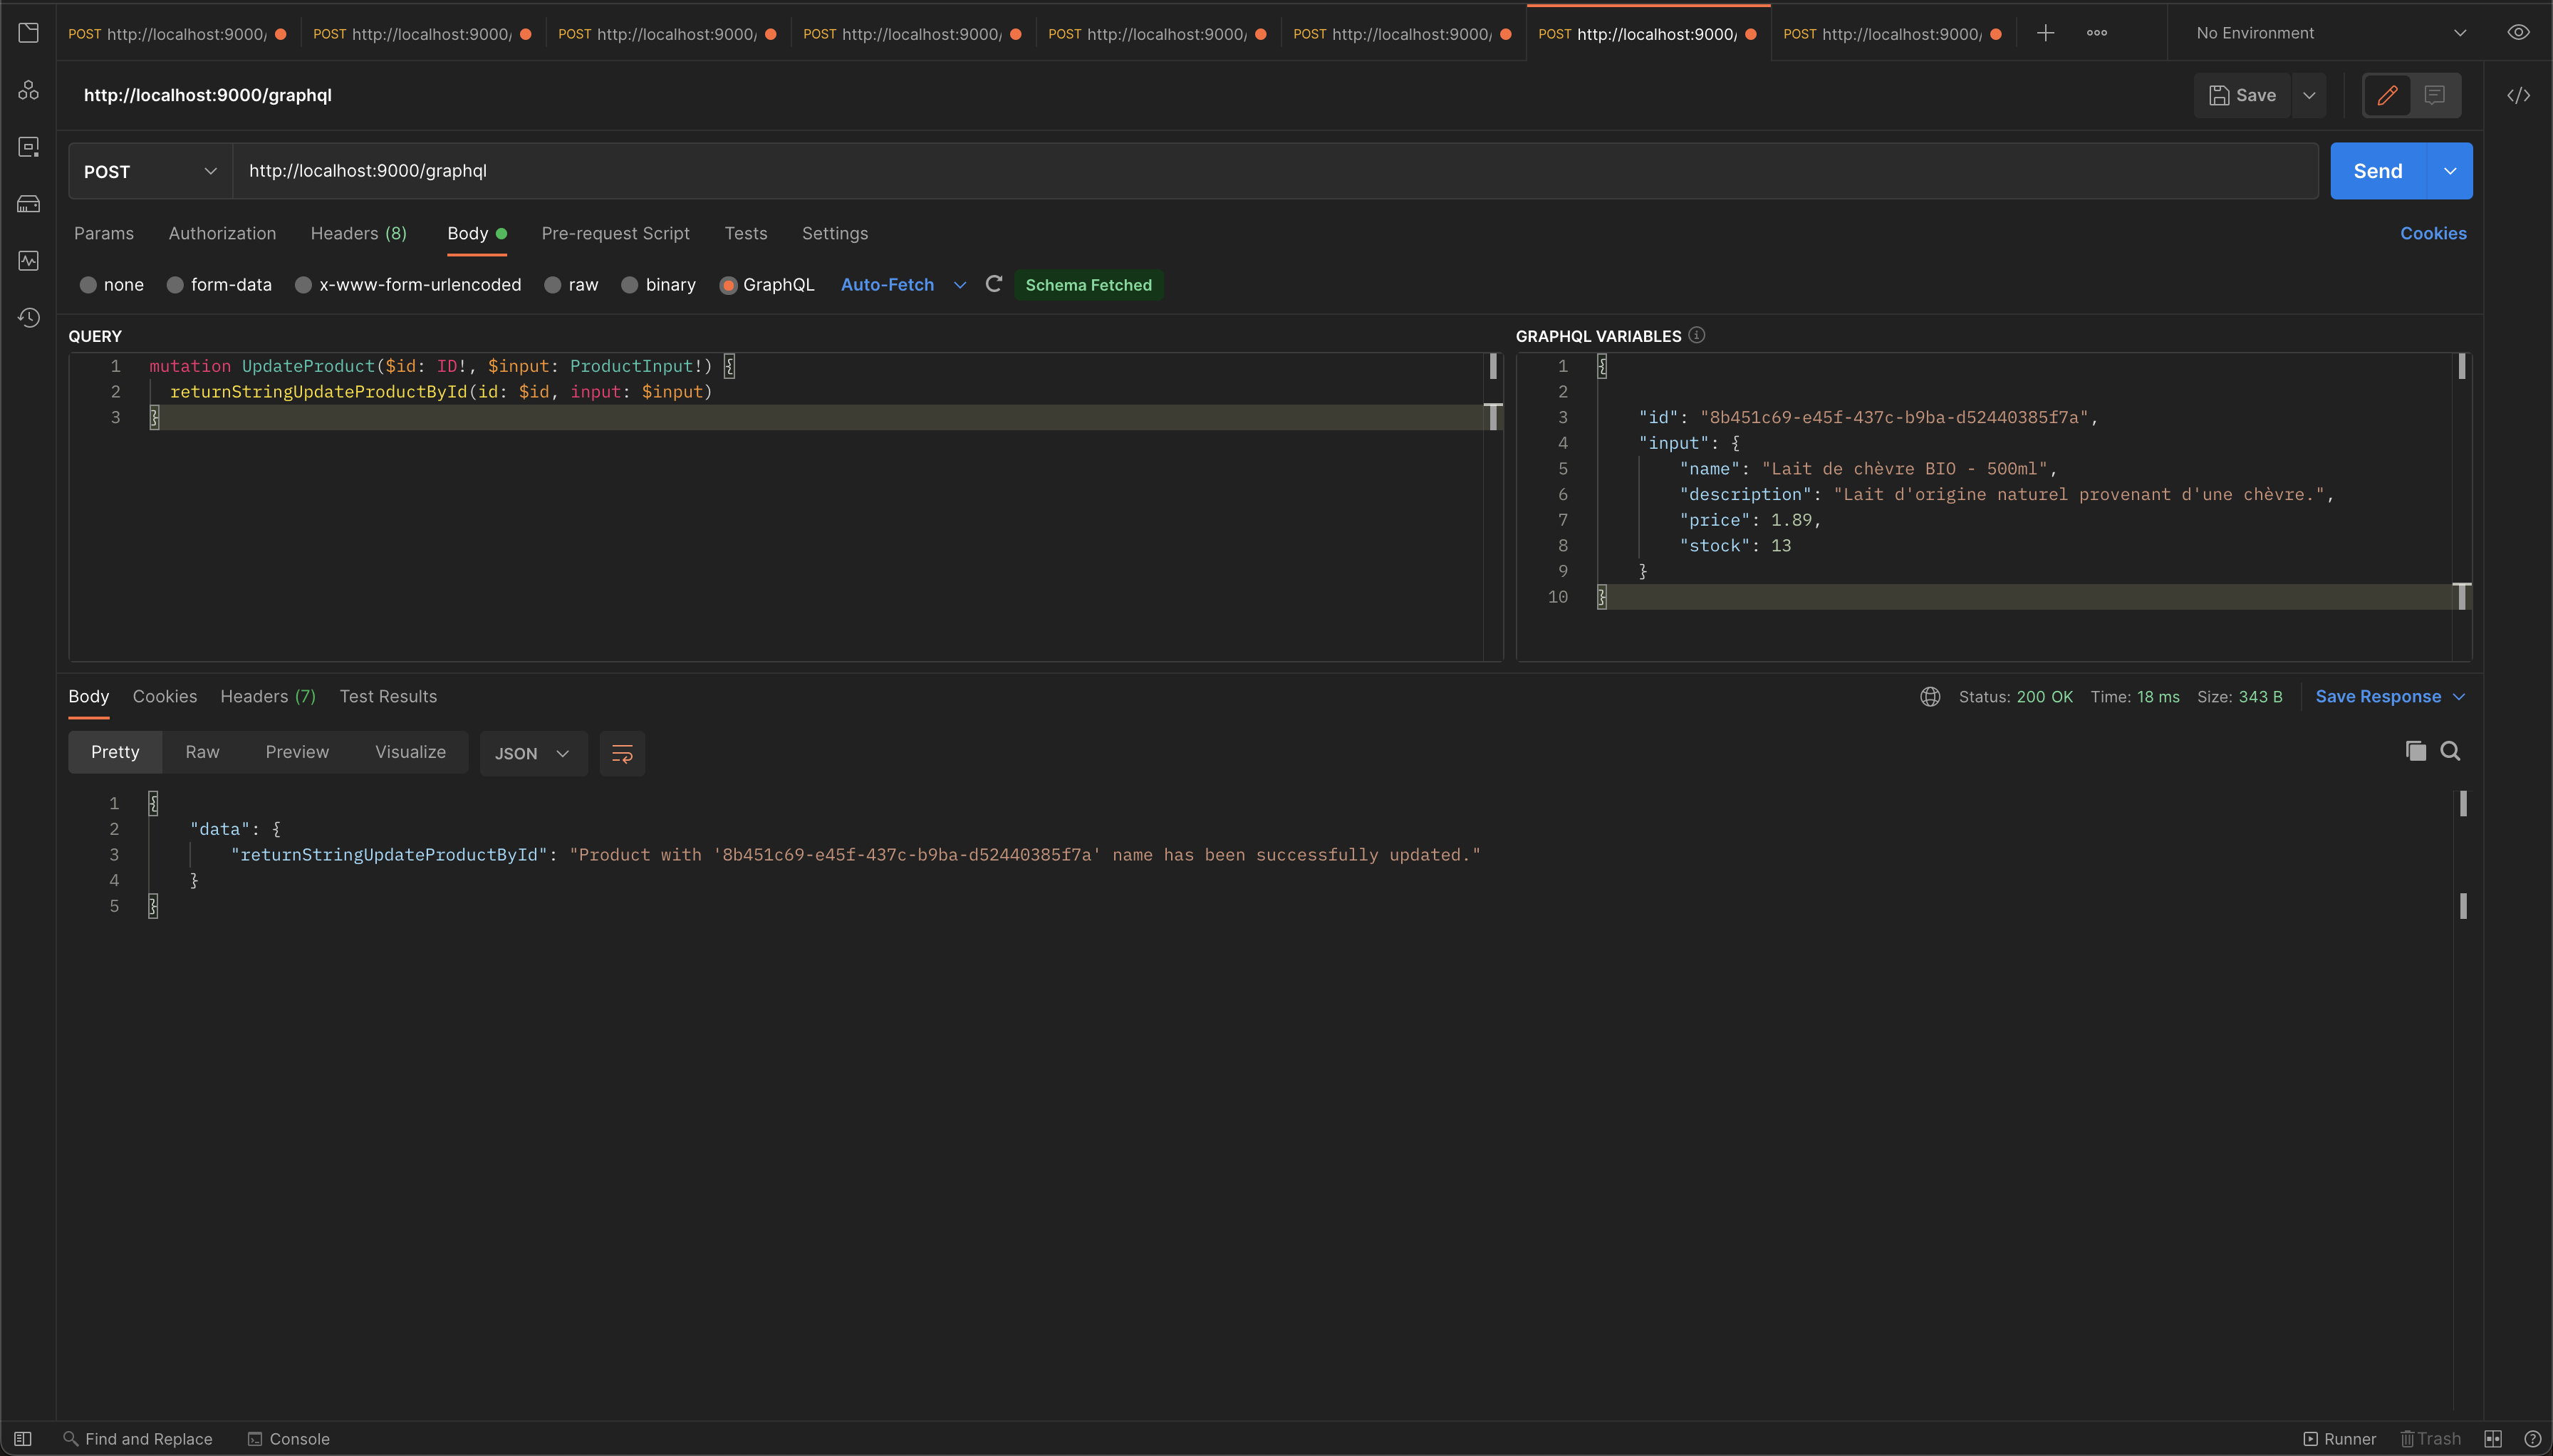 POST http://localhost:9000/ POST http://localhost:9000/ POST http://localhost:9000/ POST http://localhost:9000/ POST http://localhost:9000/ POST http://localhost:9000/ POST http://localhost:9000/ POST http://localhost:9000/ No Environment
http://localhost:9000/graphql Save
POST http://localhost:9000/graphql Send
Params Authorization Headers (8) Body Pre-request Script Tests Settings Cookies
none form-data x-www-form-urlencoded raw binary GraphQL Auto-Fetch Schema Fetched
QUERY
1 mutation UpdateProduct($id: ID!, $input: ProductInput!) {
2 returnStringUpdateProductById(id: $id, input: $input)
3 }
GRAPHQL VARIABLES
1 {
2
3 "id": "8b451c69-e45f-437c-b9ba-d52440385f7a",
4 "input": {
5 "name": "Lait de chèvre BIO - 500ml",
6 "description": "Lait d'origine naturel provenant d'une chèvre.",
7 "price": 1.89,
8 "stock": 13
9 }
10 }
Body Cookies Headers (7) Test Results Status: 200 OK Time: 18 ms Size: 343 B Save Response
Pretty Raw Preview Visualize JSON
1 {
2 "data": {
3 "returnStringUpdateProductById": "Product with '8b451c69-e45f-437c-b9ba-d52440385f7a' name has been successfully updated."
4 }
5 }
Find and Replace Console Runner Trash